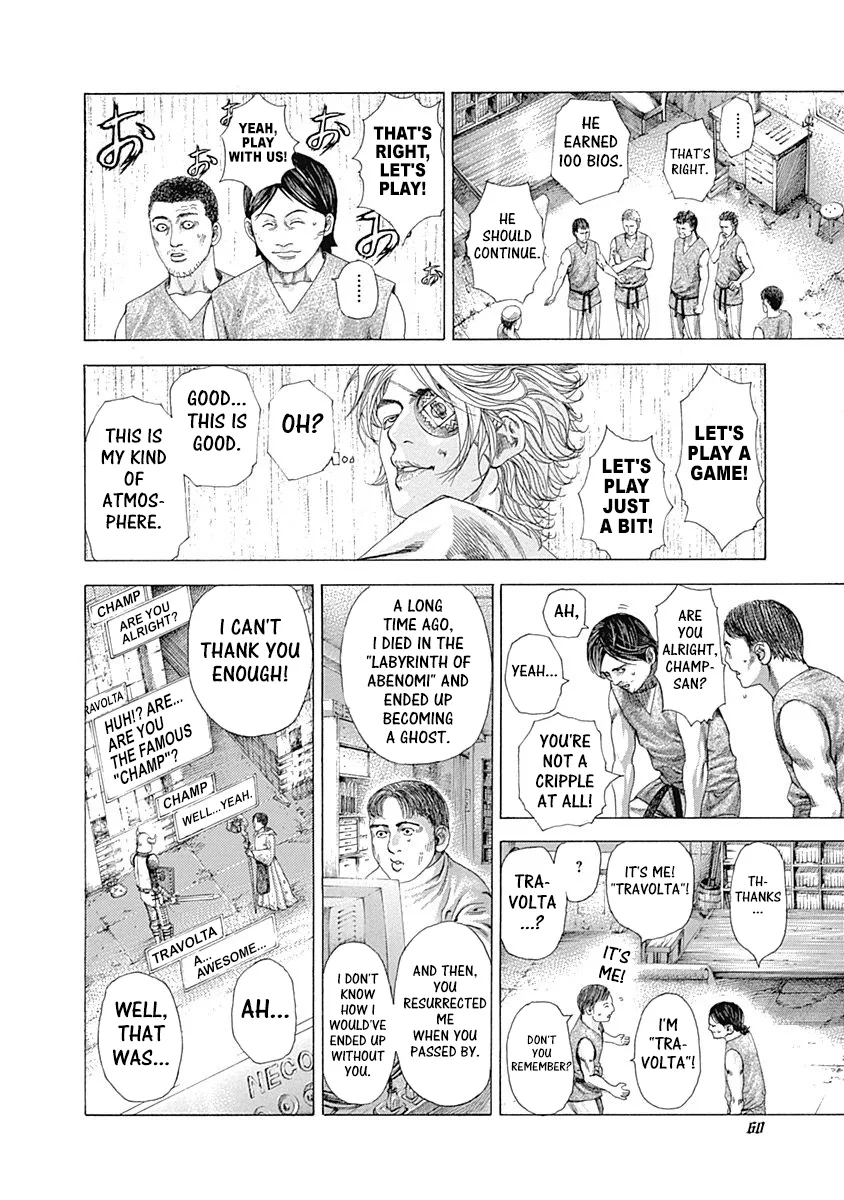 ....
THAT'S
RIGHT.
HE
EARNED
100 BIOS.
HE
SHOULD
CONTINUE.
THAT'S
RIGHT,
LET'S
PLAY!
YEAH,
PLAY
WITH US!
....
お
お
お
お
LET'S
PLAY A
GAME!
LET'S
PLAY
JUST
A BIT!
OH?
GOOD...
THIS IS
GOOD.
THIS IS
MY KIND
OF
ATMOS-
PHERE.
ARE
YOU
ALRIGHT,
CHAMP-
SAN?
AH,
YEAH...
YOU'RE
NOT A
CRIPPLE
AT ALL!
TH-
THANKS
...
IT'S ME!
"TRAVOLTA"!
?
TRA-
VOLTA
...?
IT'S
ME!
I'M
"TRA-
VOLTA"!
DON'T
YOU
REMEMBER?
A LONG
TIME AGO,
I DIED IN THE
"LABYRINTH OF
ABENOMI" AND
ENDED UP
BECOMING
A GHOST.
AND THEN,
YOU
RESURRECTED
ME
WHEN YOU
PASSED BY.
I DON'T
KNOW
HOW I
WOULD'VE
ENDED UP
WITHOUT
YOU.
I CAN'T
THANK YOU
ENOUGH!
CHAMP
ARE YOU
ALRIGHT?
TRAVOLTA
HUH!? ARE...
ARE YOU
THE FAMOUS
"CHAMP"?
CHAMP
WELL...YEAH.
TRAVOLTA
A...
AWESOME...
AH...
WELL,
THAT
WAS...
NECO
60